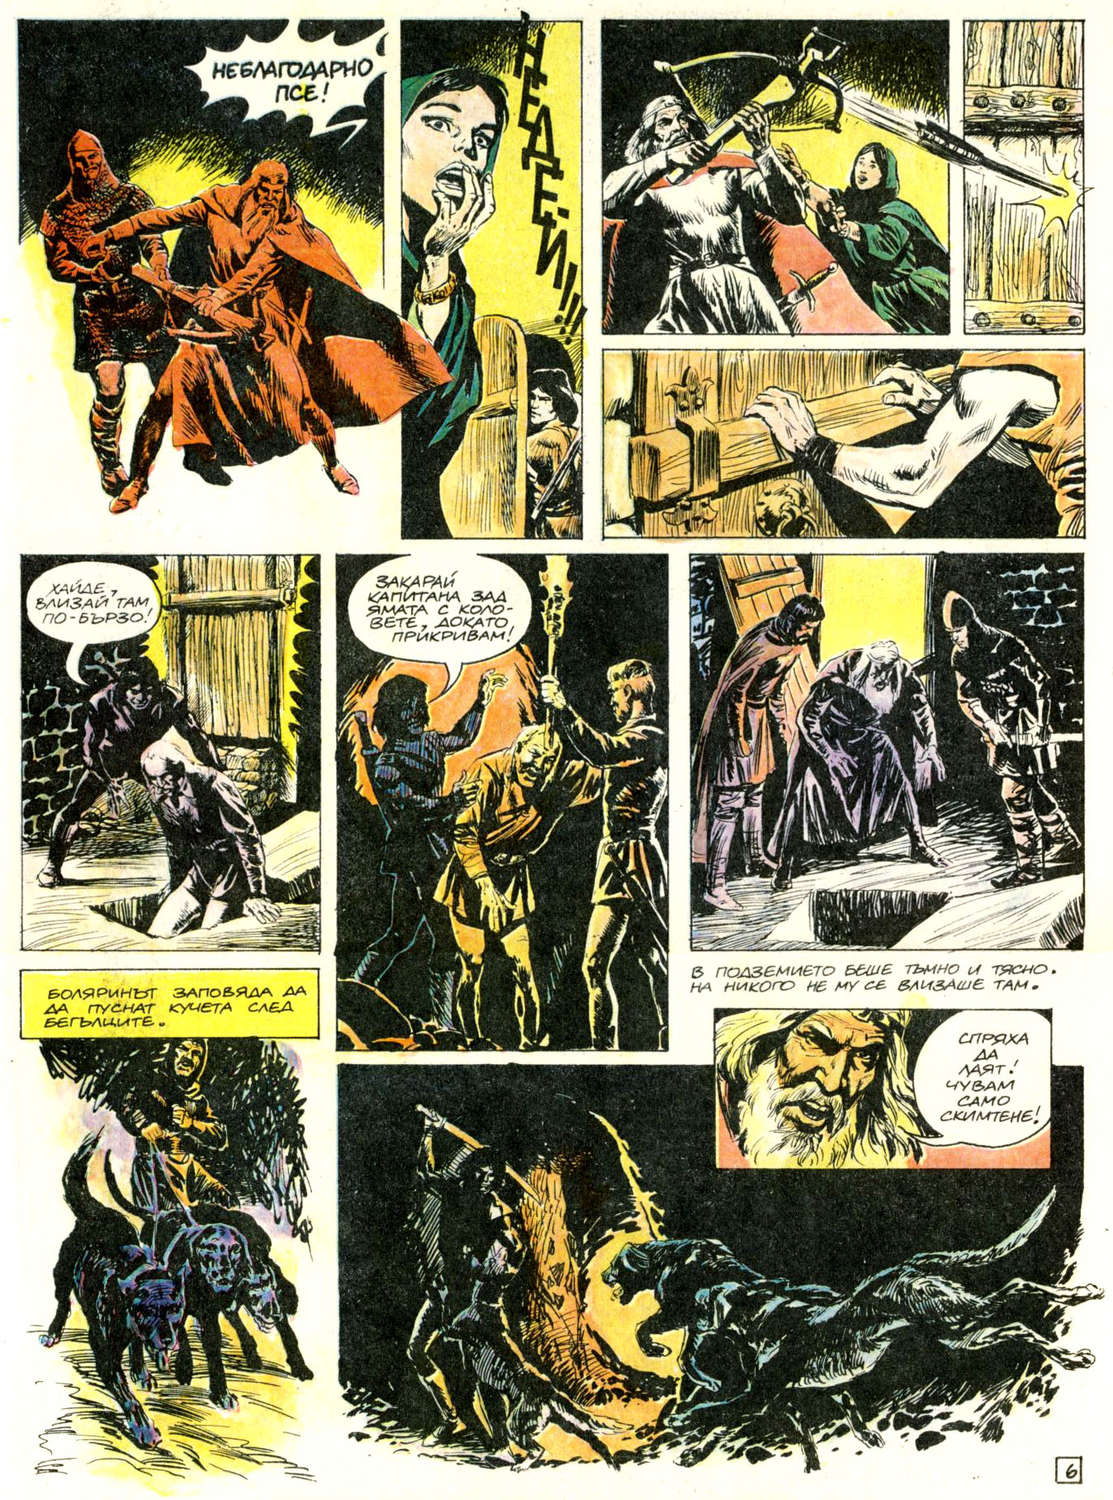 НЕБЛАГОДАРНО
ПСЕ!
НЕДЕЙ!!!
ХАЙДЕ,
ВЛИЗАЙ ТАМ,
ПО-БЪРЗО!
ЗАКАРАЙ
КАПИТАНА ЗАД
ЯМАТА С КОЛО-
ВЕТЕ, ДОКАТО
ПРИКРИВАМ!
В ПОДЗЕМИЕТО БЕШЕ ТЪМНО И ТЯСНО.
НА НИКОГО НЕ МУ СЕ ВЛИЗАШЕ ТАМ.
БОЛЯРИНЪТ ЗАПОВЯДА ДА
ДА ПУСНАТ КУЧЕТА СЛЕД
БЕГЪЛЦИТЕ.
СПРЯХА
ДА
ЛАЯТ!
ЧУВАМ
САМО
СКИМТЕНЕ!
6